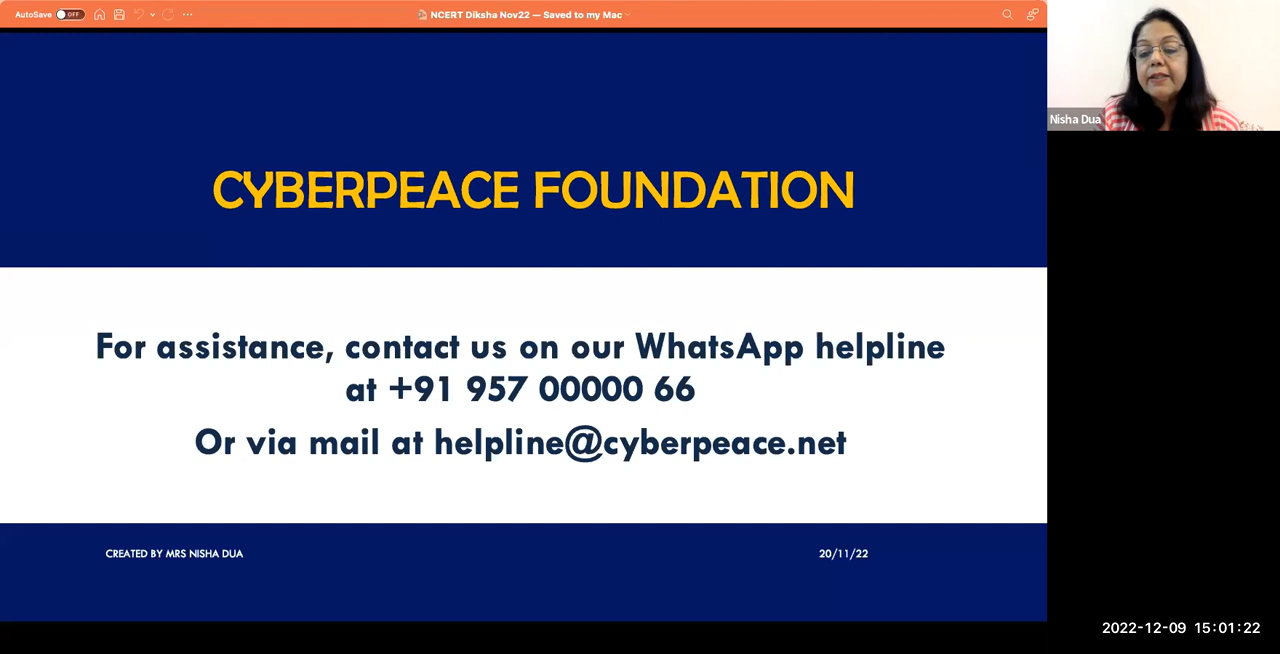 AutoSave OFF
NCERT Diksha Nov22 — Saved to my Mac
Nisha Dua
CYBERPEACE FOUNDATION
For assistance, contact us on our WhatsApp helpline
at +91 957 00000 66
Or via mail at helpline@cyberpeace.net
CREATED BY MRS NISHA DUA
20/11/22
2022-12-09 15:01:22